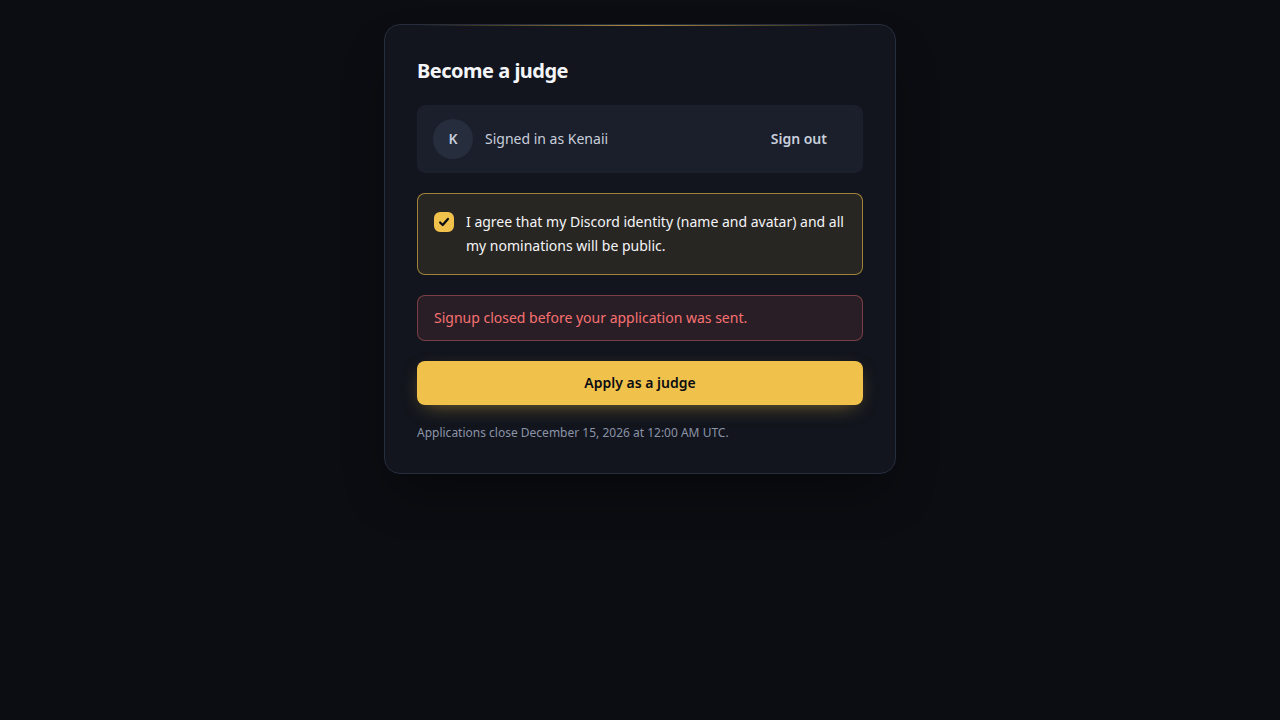 Become a judge
K
Signed in as Kenaii
Sign out
I agree that my Discord identity (name and avatar) and all
my nominations will be public.
Signup closed before your application was sent.
Apply as a judge
Applications close December 15, 2026 at 12:00 AM UTC.